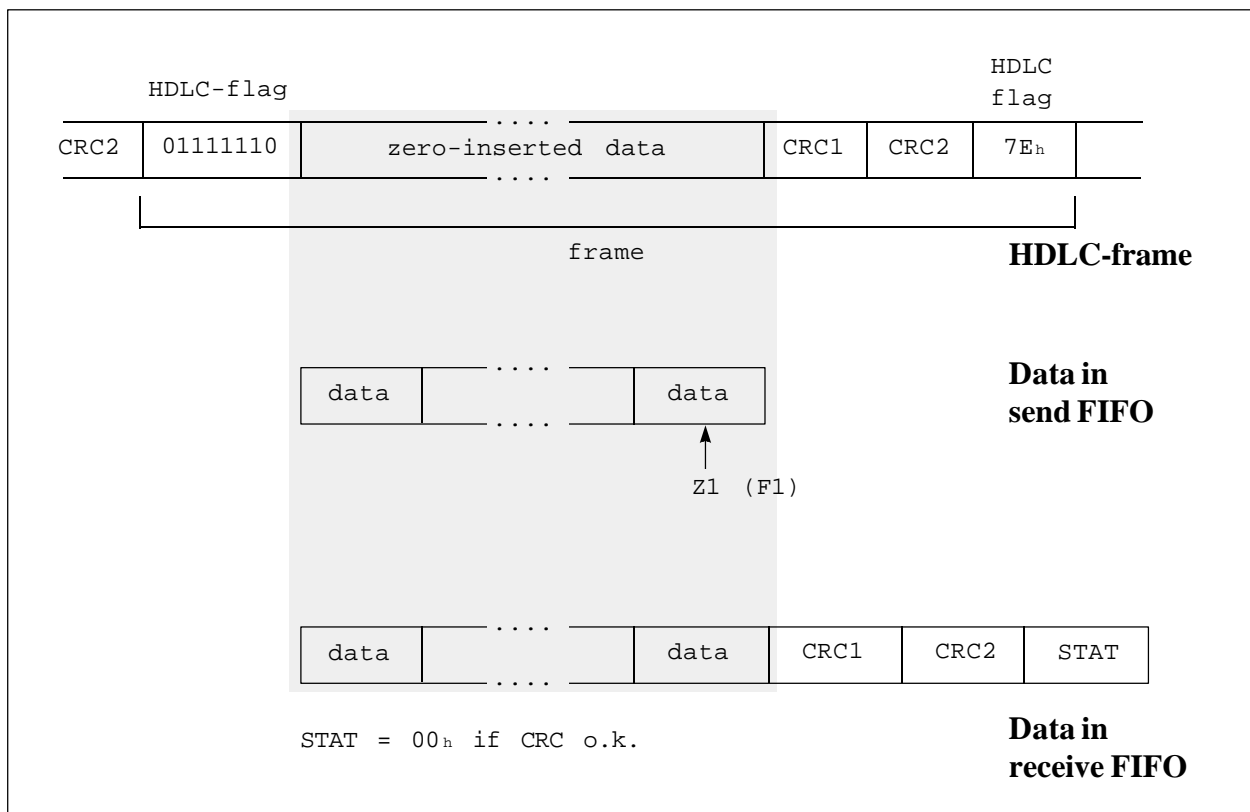 HDLC-flag
HDLC
flag
CRC2 01111110 zero-inserted data CRC1 CRC2 7Eh
....
....
frame
HDLC-frame
....
data data
....
Data in
send FIFO
Z1 (F1)
....
data data CRC1 CRC2 STAT
....
STAT = 00h if CRC o.k.
Data in
receive FIFO